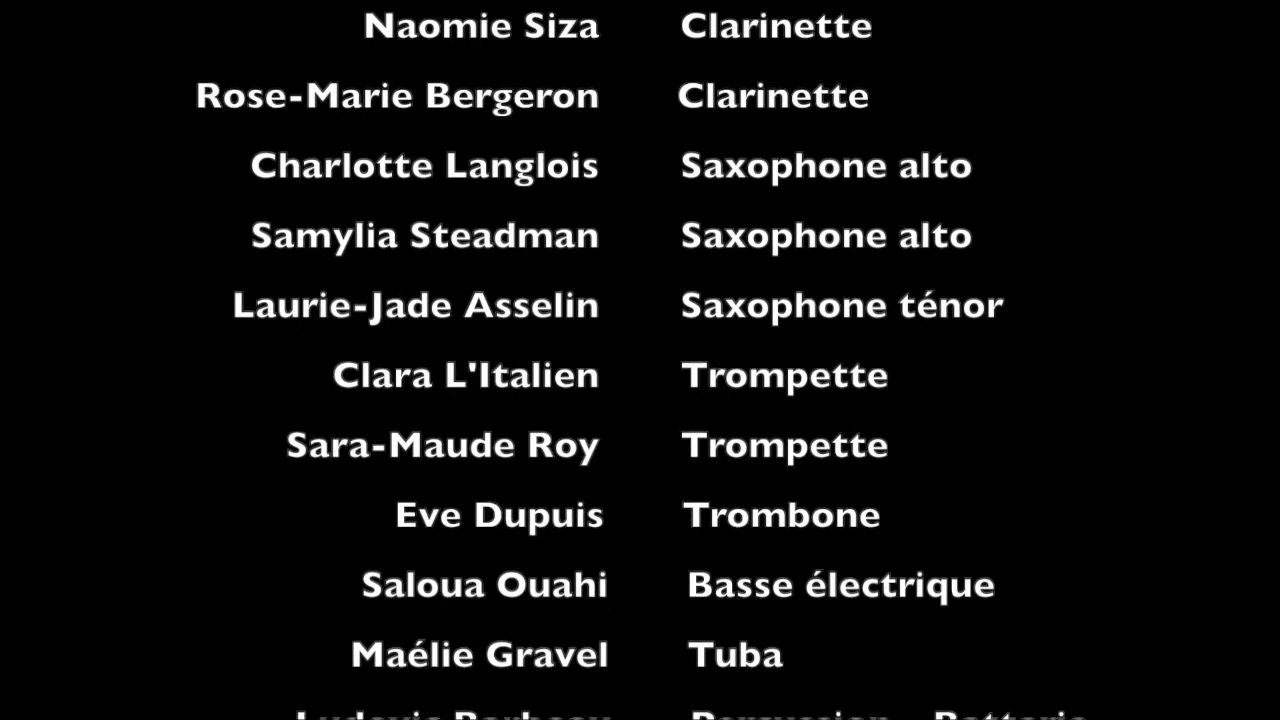 Naomie Siza Clarinette
Rose-Marie Bergeron Clarinette
Charlotte Langlois Saxophone alto
Samylia Steadman Saxophone alto
Laurie-Jade Asselin Saxophone ténor
Clara L'Italien Trompette
Sara-Maude Roy Trompette
Eve Dupuis Trombone
Saloua Ouahi Basse électrique
Maélie Gravel Tuba